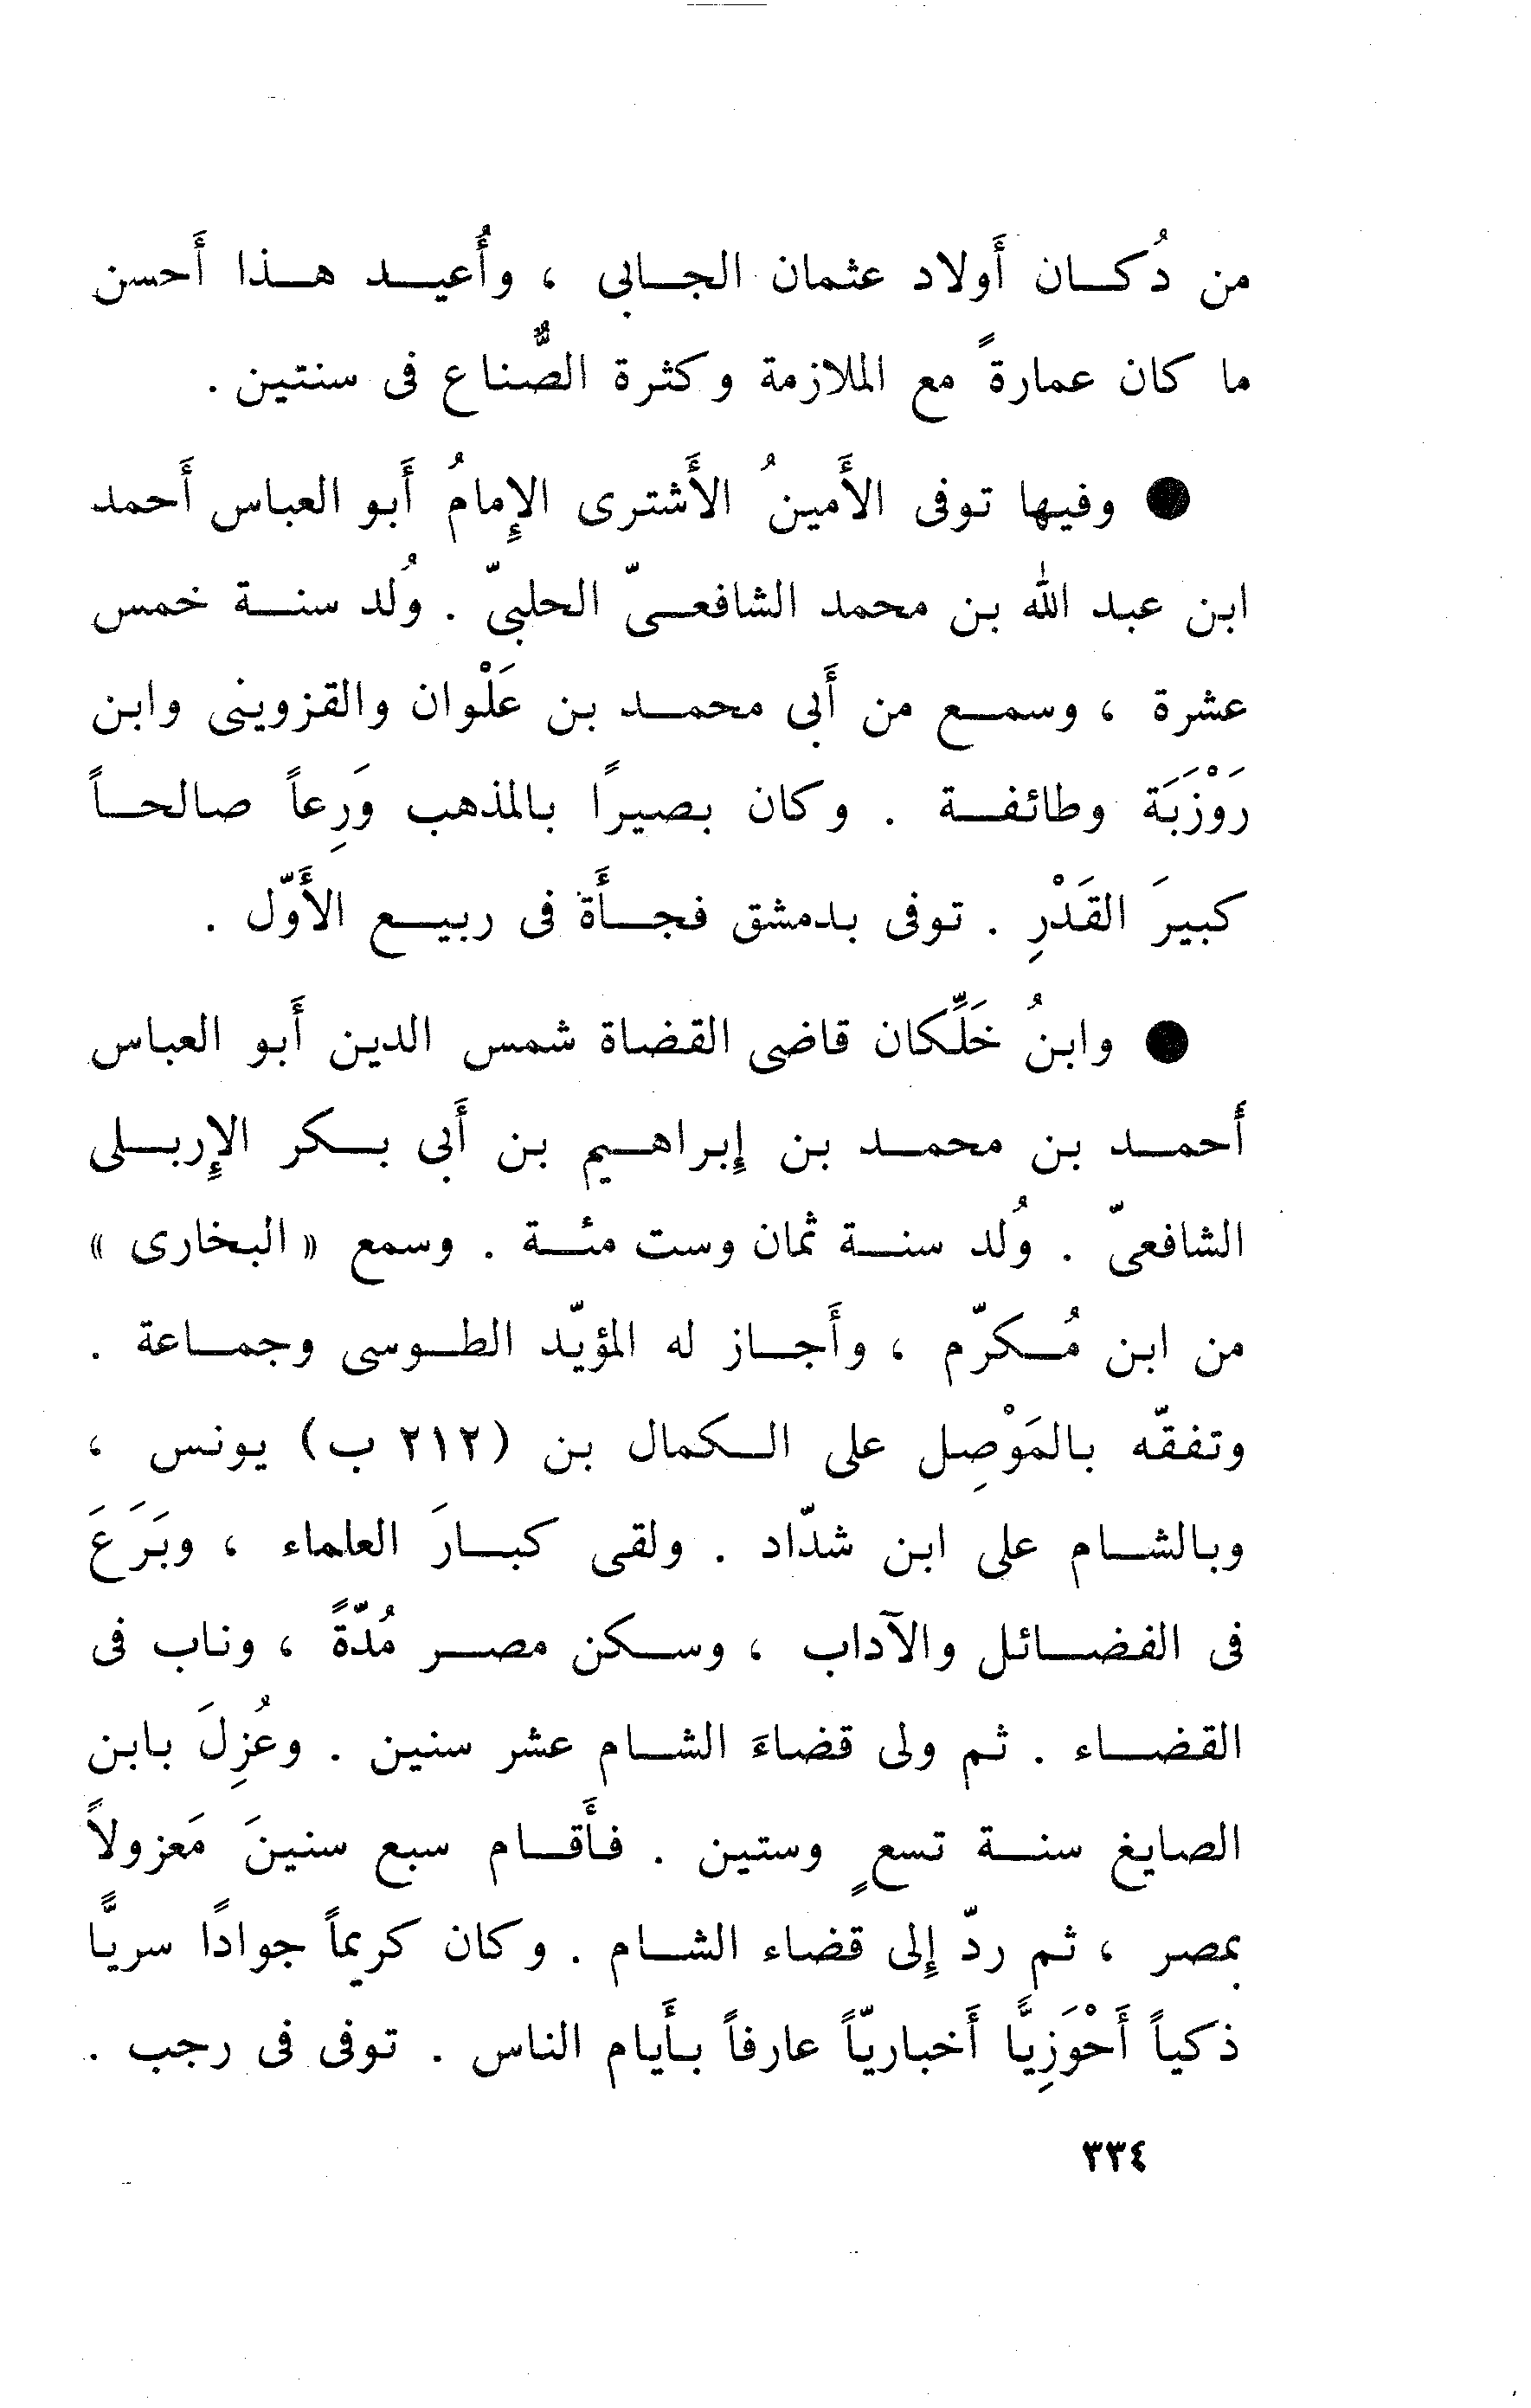 من دُكان أَولاد عثمان الجابى ، وأُعيد هذا أَحسن
ما كان عمارةً مع الملازمة وكثرة الصُّناع فى سنتين .
● وفيها توفى الأَمينُ الأَشترى الإِمامُ أَبو العباس أَحمد
ابن عبد الله بن محمد الشافعىّ الحلبىّ . وُلد سنة خمس
عشرة ، وسمع من أَبى محمد بن عَلْوان والقزوينى وابن
رَوْزبَة وطائفة . وكان بصيرًا بالمذهب وَرِعاً صالحاً
كبيرَ القَدْرِ . توفى بدمشق فجأَة فى ربيع الأَوّل .
● وابنُ خَلِّكان قاضى القضاة شمس الدين أَبو العباس
أَحمد بن محمد بن إِبراهيم بن أَبى بكر الإِربلى
الشافعىّ . وُلد سنة ثمان وست مئة . وسمع « البخارى »
من ابن مُكرّم ، وأَجاز له المؤيّد الطوسى وجماعة .
وتفقّه بالمَوْصِل على الكمال بن (٢١٢ ب) يونس ،
وبالشام على ابن شدّاد . ولقى كبارَ العلماء ، وبَرَعَ
فى الفضائل والآداب ، وسكن مصر مُدّةً ، وناب فى
القضاء . ثم ولى قضاءَ الشام عشر سنين . وعُزِلَ بابن
الصايغ سنة تسعٍ وستين . فأَقام سبع سنينَ مَعزولاً
بمصر ، ثم ردّ إِلى قضاء الشام . وكان كريماً جوادًا سريًّا
ذكياً أَحْوَزِيًّا أَخباريّاً عارفاً بأَيام الناس . توفى فى رجب .
٣٣٤